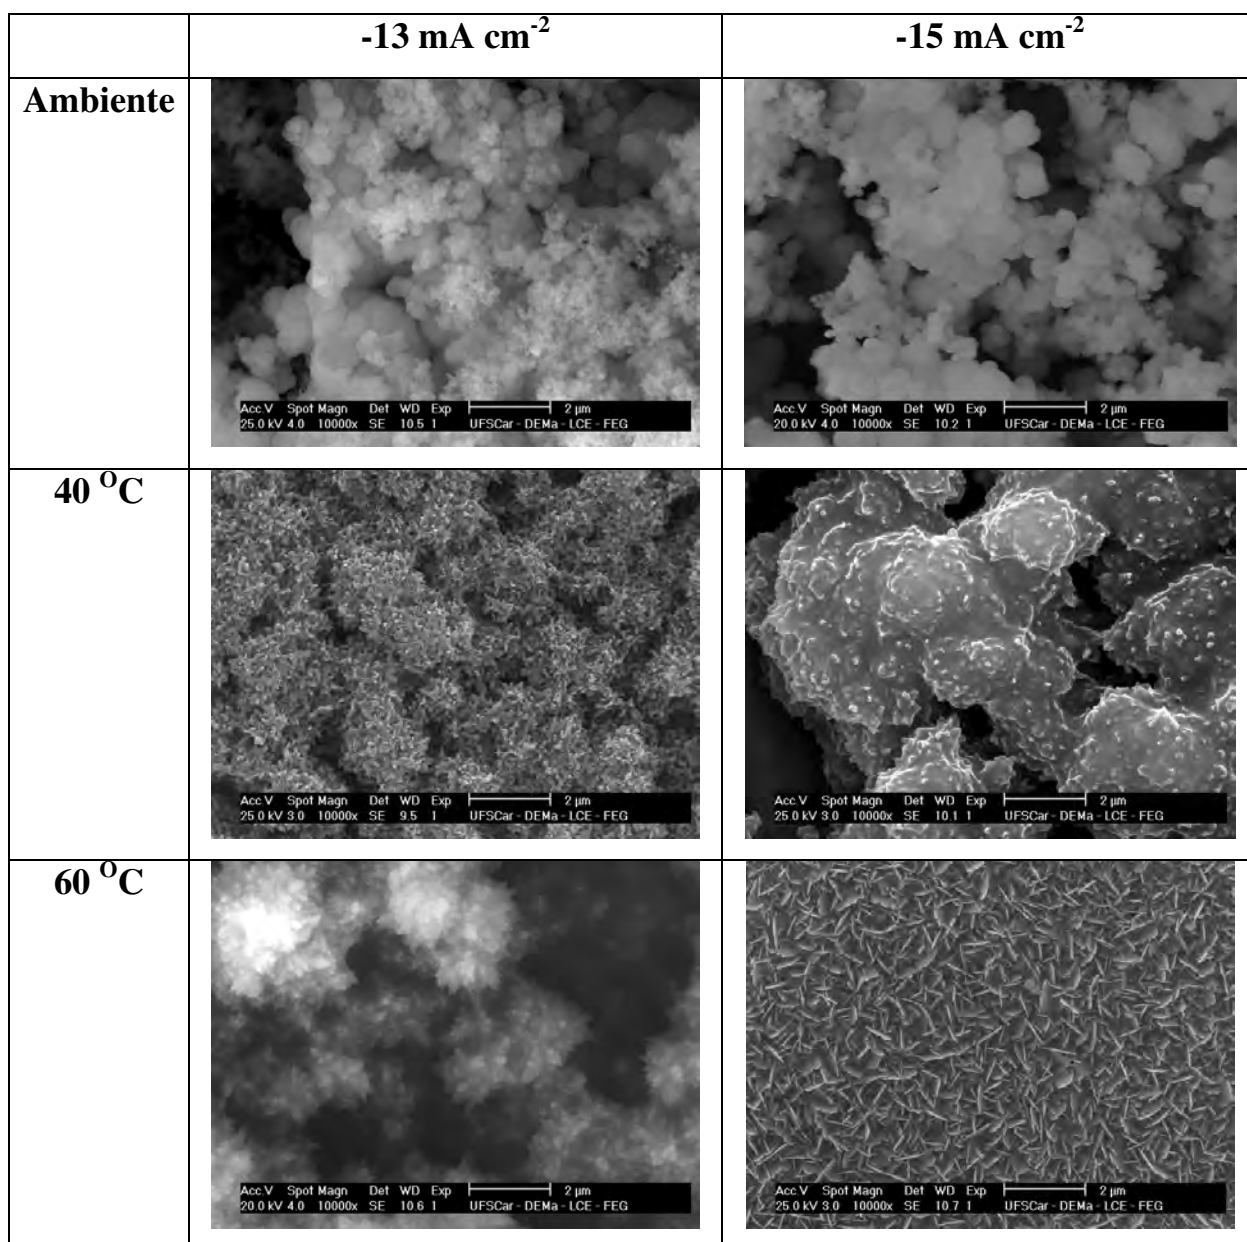 -13 mA cm-2 -15 mA cm-2
Ambiente
Acc.V Spot Magn Det WD Exp 2 µm
25.0 kV 4.0 10000x SE 10.5 1 UFSCar - DEMa - LCE - FEG
Acc.V Spot Magn Det WD Exp 2 µm
20.0 kV 4.0 10000x SE 10.2 1 UFSCar - DEMa - LCE - FEG
40 OC
Acc.V Spot Magn Det WD Exp 2 µm
25.0 kV 3.0 10000x SE 9.5 1 UFSCar - DEMa - LCE - FEG
Acc.V Spot Magn Det WD Exp 2 µm
25.0 kV 3.0 10000x SE 10.1 1 UFSCar - DEMa - LCE - FEG
60 OC
Acc.V Spot Magn Det WD Exp 2 µm
20.0 kV 4.0 10000x SE 10.6 1 UFSCar - DEMa - LCE - FEG
Acc.V Spot Magn Det WD Exp 2 µm
25.0 kV 3.0 10000x SE 10.7 1 UFSCar - DEMa - LCE - FEG